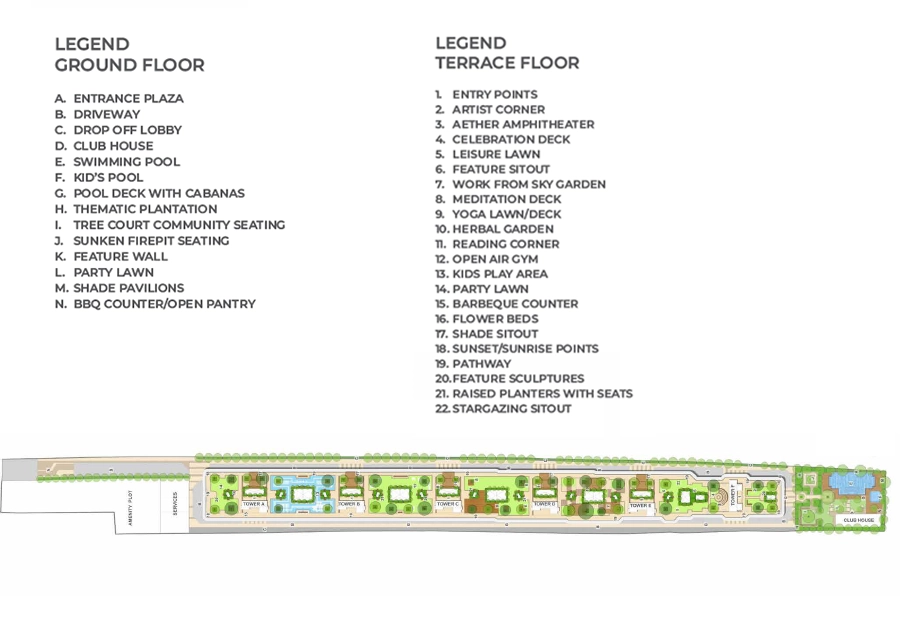 LEGEND
GROUND FLOOR
A. ENTRANCE PLAZA
B. DRIVEWAY
C. DROP OFF LOBBY
D. CLUB HOUSE
E. SWIMMING POOL
F. KID'S POOL
G. POOL DECK WITH CABANAS
H. THEMATIC PLANTATION
I. TREE COURT COMMUNITY SEATING
J. SUNKEN FIREPIT SEATING
K. FEATURE WALL
L. PARTY LAWN
M. SHADE PAVILIONS
N. BBQ COUNTER/OPEN PANTRY
LEGEND
TERRACE FLOOR
1. ENTRY POINTS
2. ARTIST CORNER
3. AETHER AMPHITHEATER
4. CELEBRATION DECK
5. LEISURE LAWN
6. FEATURE SITOUT
7. WORK FROM SKY GARDEN
8. MEDITATION DECK
9. YOGA LAWN/DECK
10. HERBAL GARDEN
11. READING CORNER
12. OPEN AIR GYM
13. KIDS PLAY AREA
14. PARTY LAWN
15. BARBEQUE COUNTER
16. FLOWER BEDS
17. SHADE SITOUT
18. SUNSET/SUNRISE POINTS
19. PATHWAY
20.FEATURE SCULPTURES
21. RAISED PLANTERS WITH SEATS
22.STARGAZING SITOUT
AMENITY PLOT
SERVICES
TOWER A
TOWER B
TOWER C
TOWER D
TOWER E
TOWER F
CLUB HOUSE